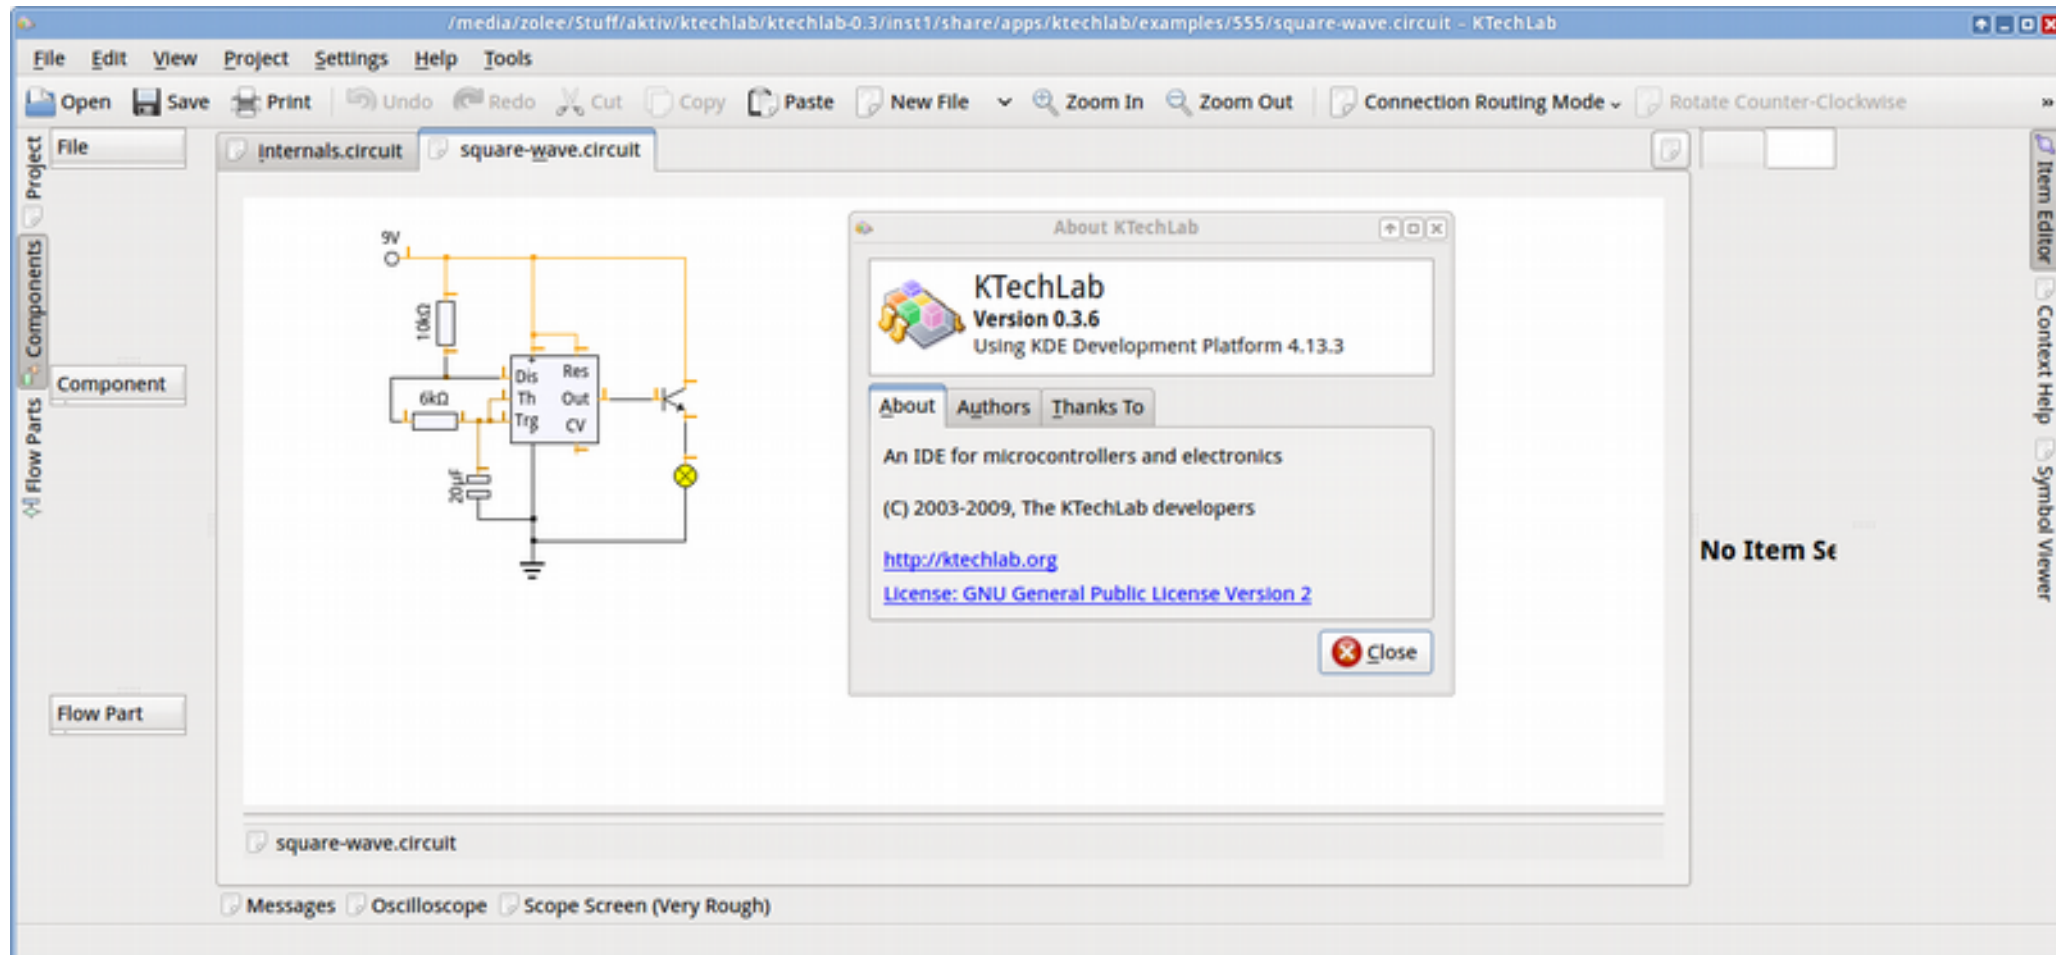 /media/zolee/Stuff/aktiv/ktechlab/ktechlab-0.3/inst1/share/apps/ktechlab/examples/555/square-wave.circuit – KTechLab
File Edit View Project Settings Help Tools
Open Save Print Undo Redo Cut Copy Paste New File Zoom In Zoom Out Connection Routing Mode Rotate Counter-Clockwise »
Project
Components
Flow Parts
File
Component
Flow Part
internals.circuit square-wave.circuit
9V
10kΩ
6kΩ
20µF
Dis Res
Th Out
Trg CV
About KTechLab
KTechLab
Version 0.3.6
Using KDE Development Platform 4.13.3
About Authors Thanks To
An IDE for microcontrollers and electronics
(C) 2003-2009, The KTechLab developers
http://ktechlab.org
License: GNU General Public License Version 2
Close
No Item Se
Item Editor
Context Help
Symbol Viewer
square-wave.circuit
Messages Oscilloscope Scope Screen (Very Rough)